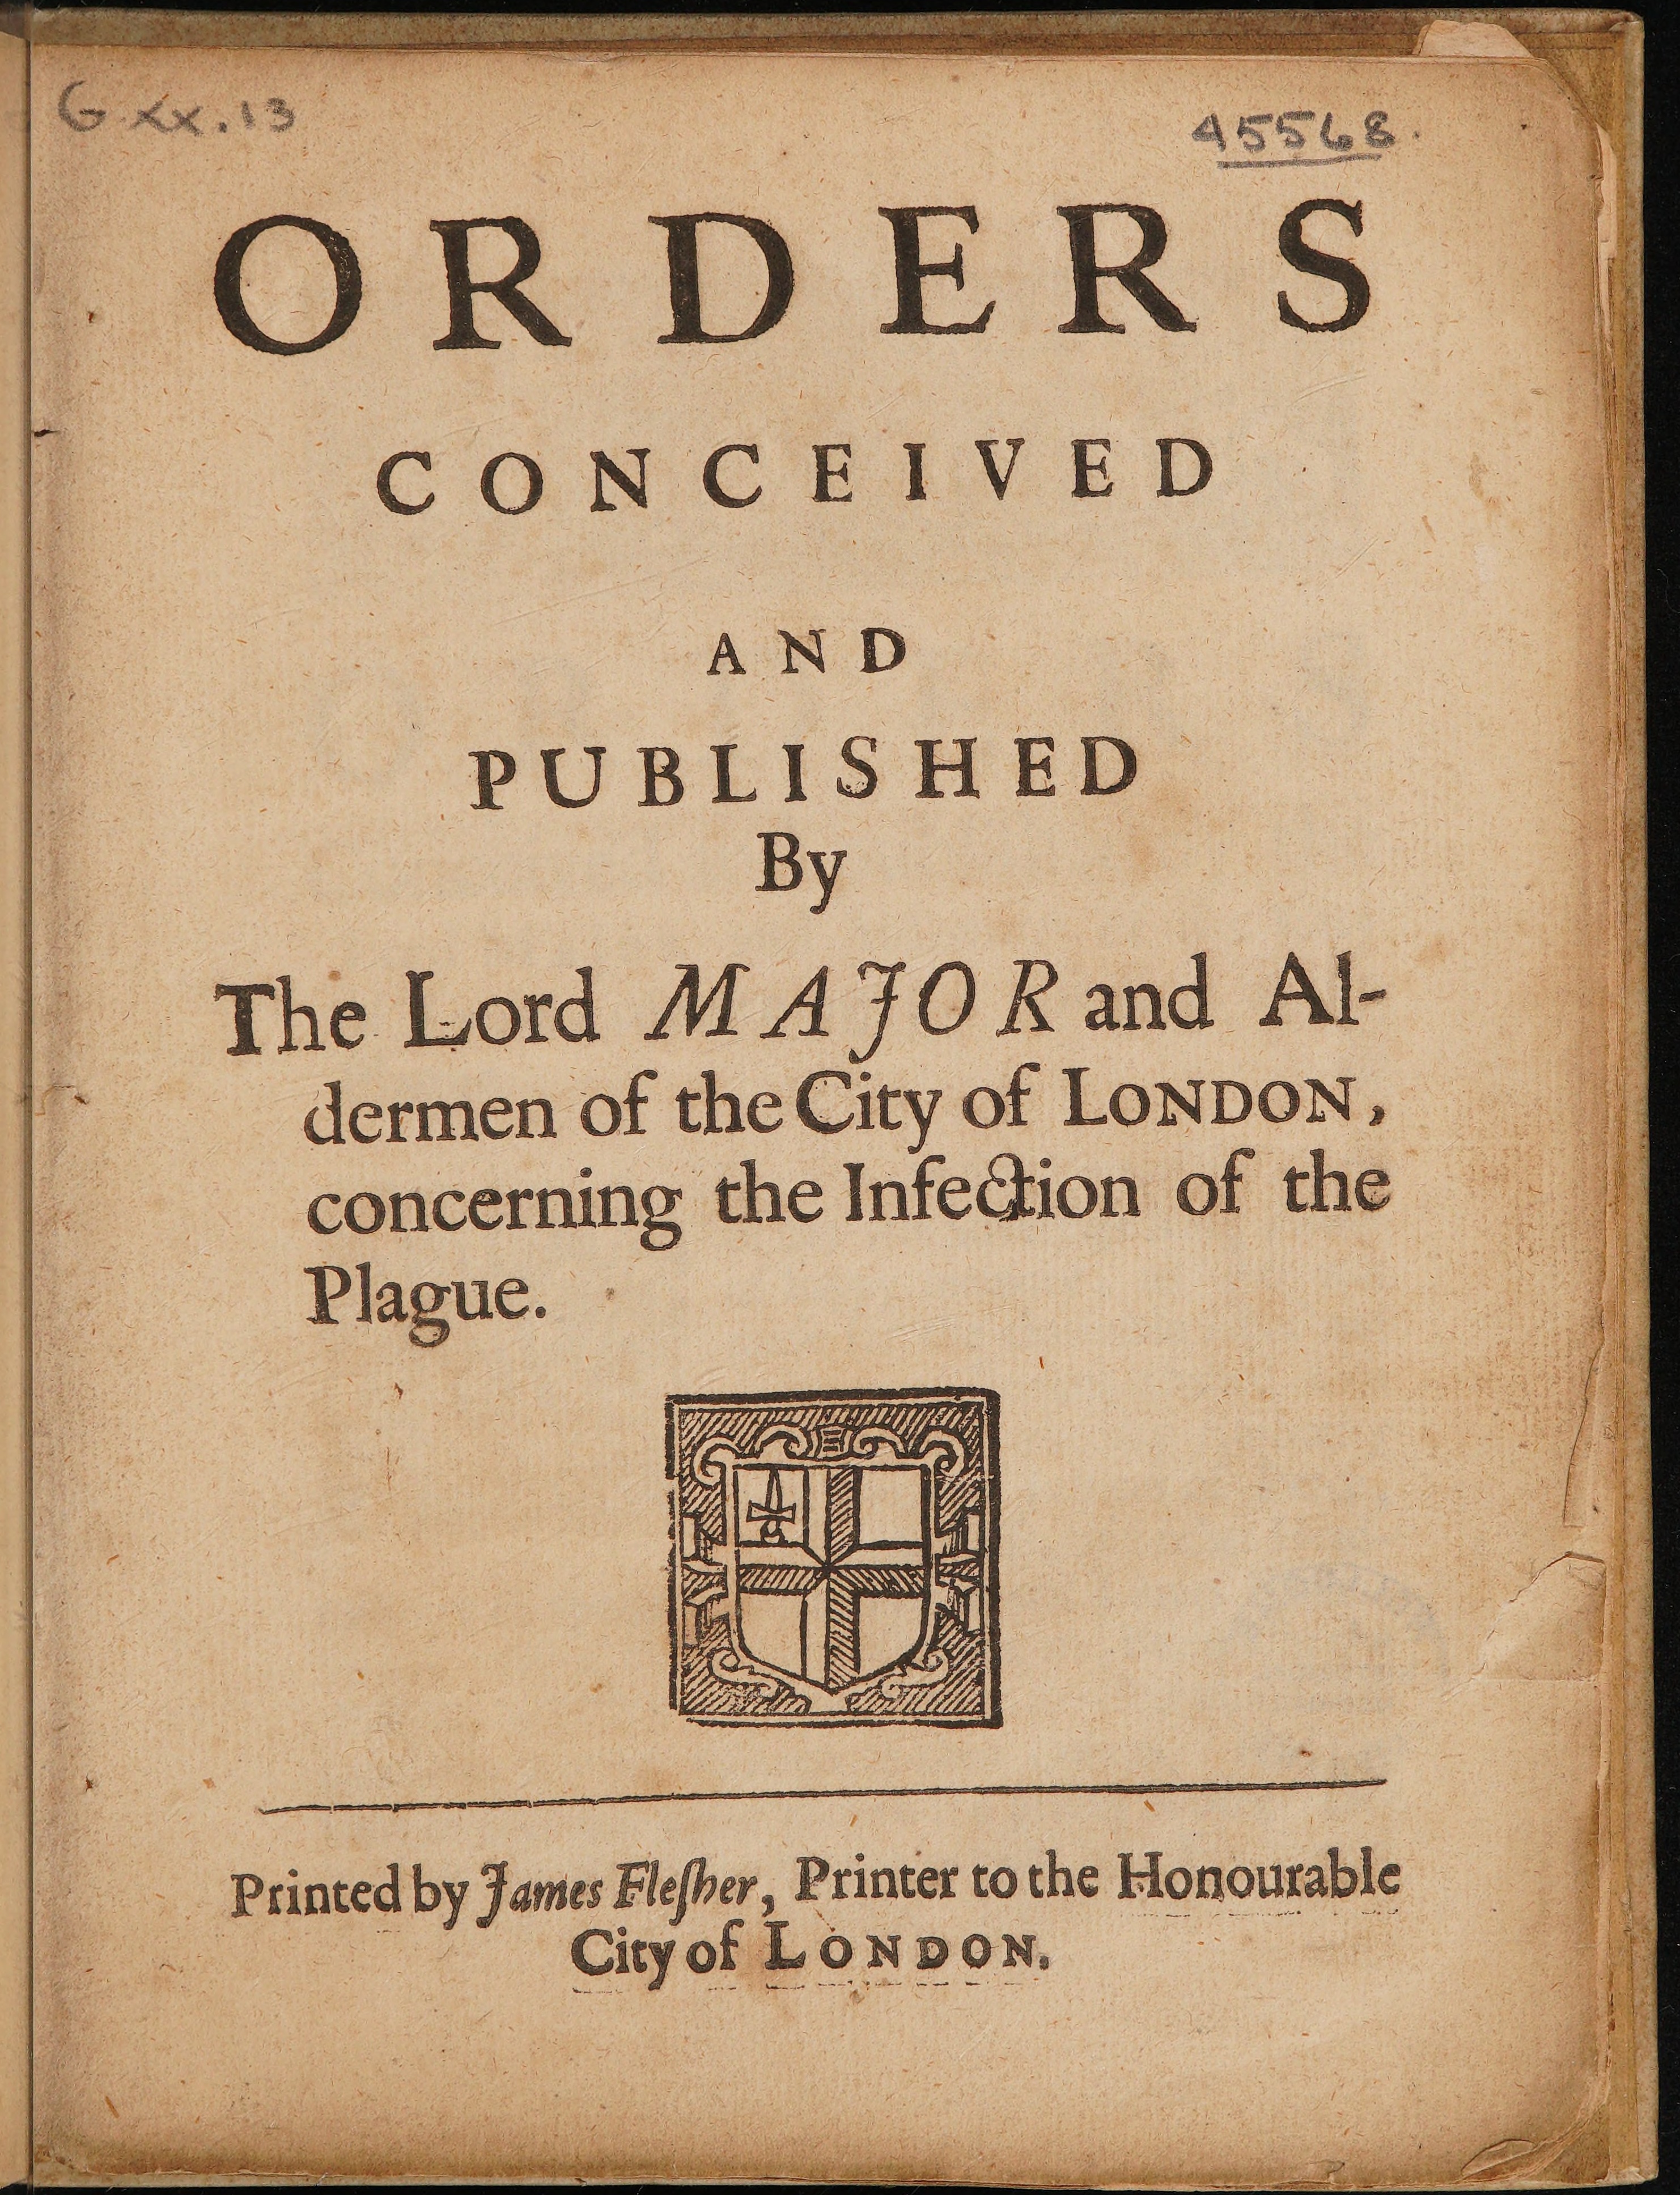 G.xx.13
45568.
ORDERS
CONCEIVED
AND
PUBLISHED
By
The Lord MAJOR and Al-
dermen of the City of LONDON,
concerning the Infection of the
Plague.
Printed by James Fleſher, Printer to the Honourable
City of LONDON.